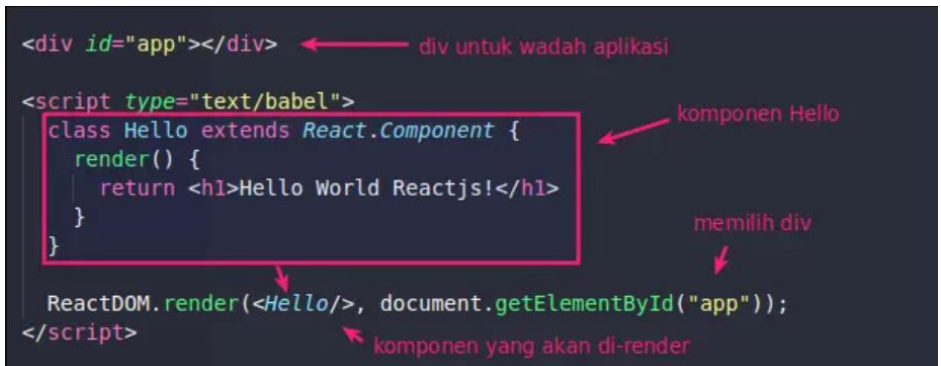 <div id="app"></div> div untuk wadah aplikasi
<script type="text/babel">
komponen Hello
class Hello extends React.Component {
render() {
return <h1>Hello World Reactjs!</h1>
}
memilih div
}
ReactDOM.render(<Hello/>, document.getElementById("app"));
</script>
komponen yang akan di-render